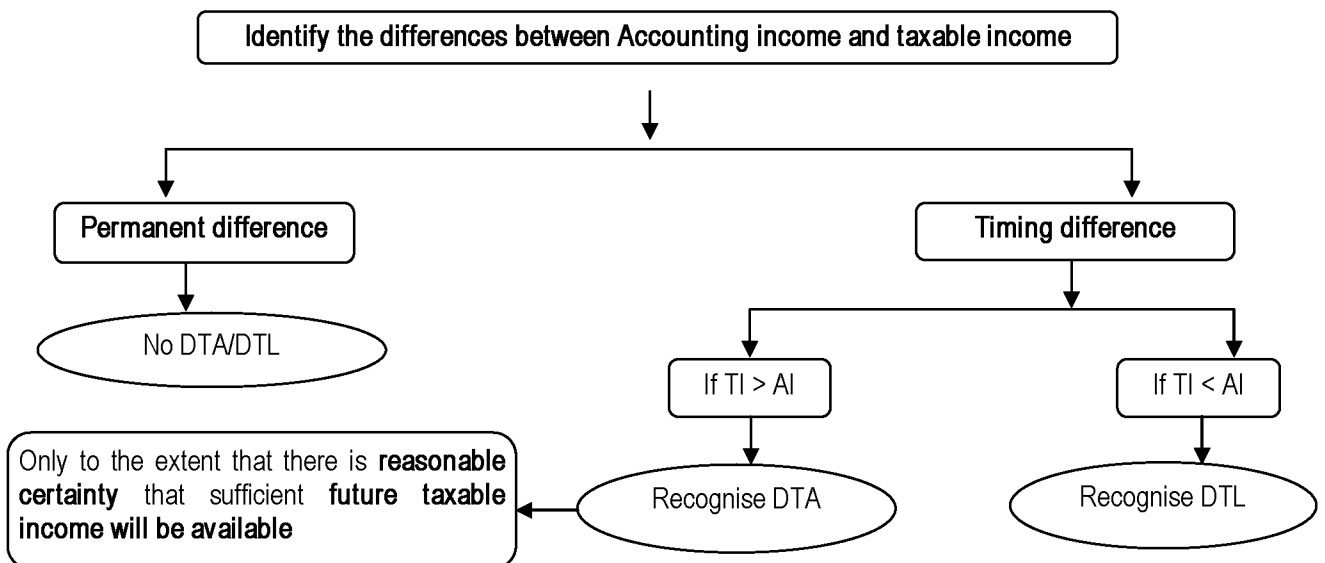 Identify the differences between Accounting income and taxable income
Permanent difference
Timing difference
No DTA/DTL
If TI > AI
If TI < AI
Only to the extent that there is reasonable
certainty that sufficient future taxable
income will be available
Recognise DTA
Recognise DTL